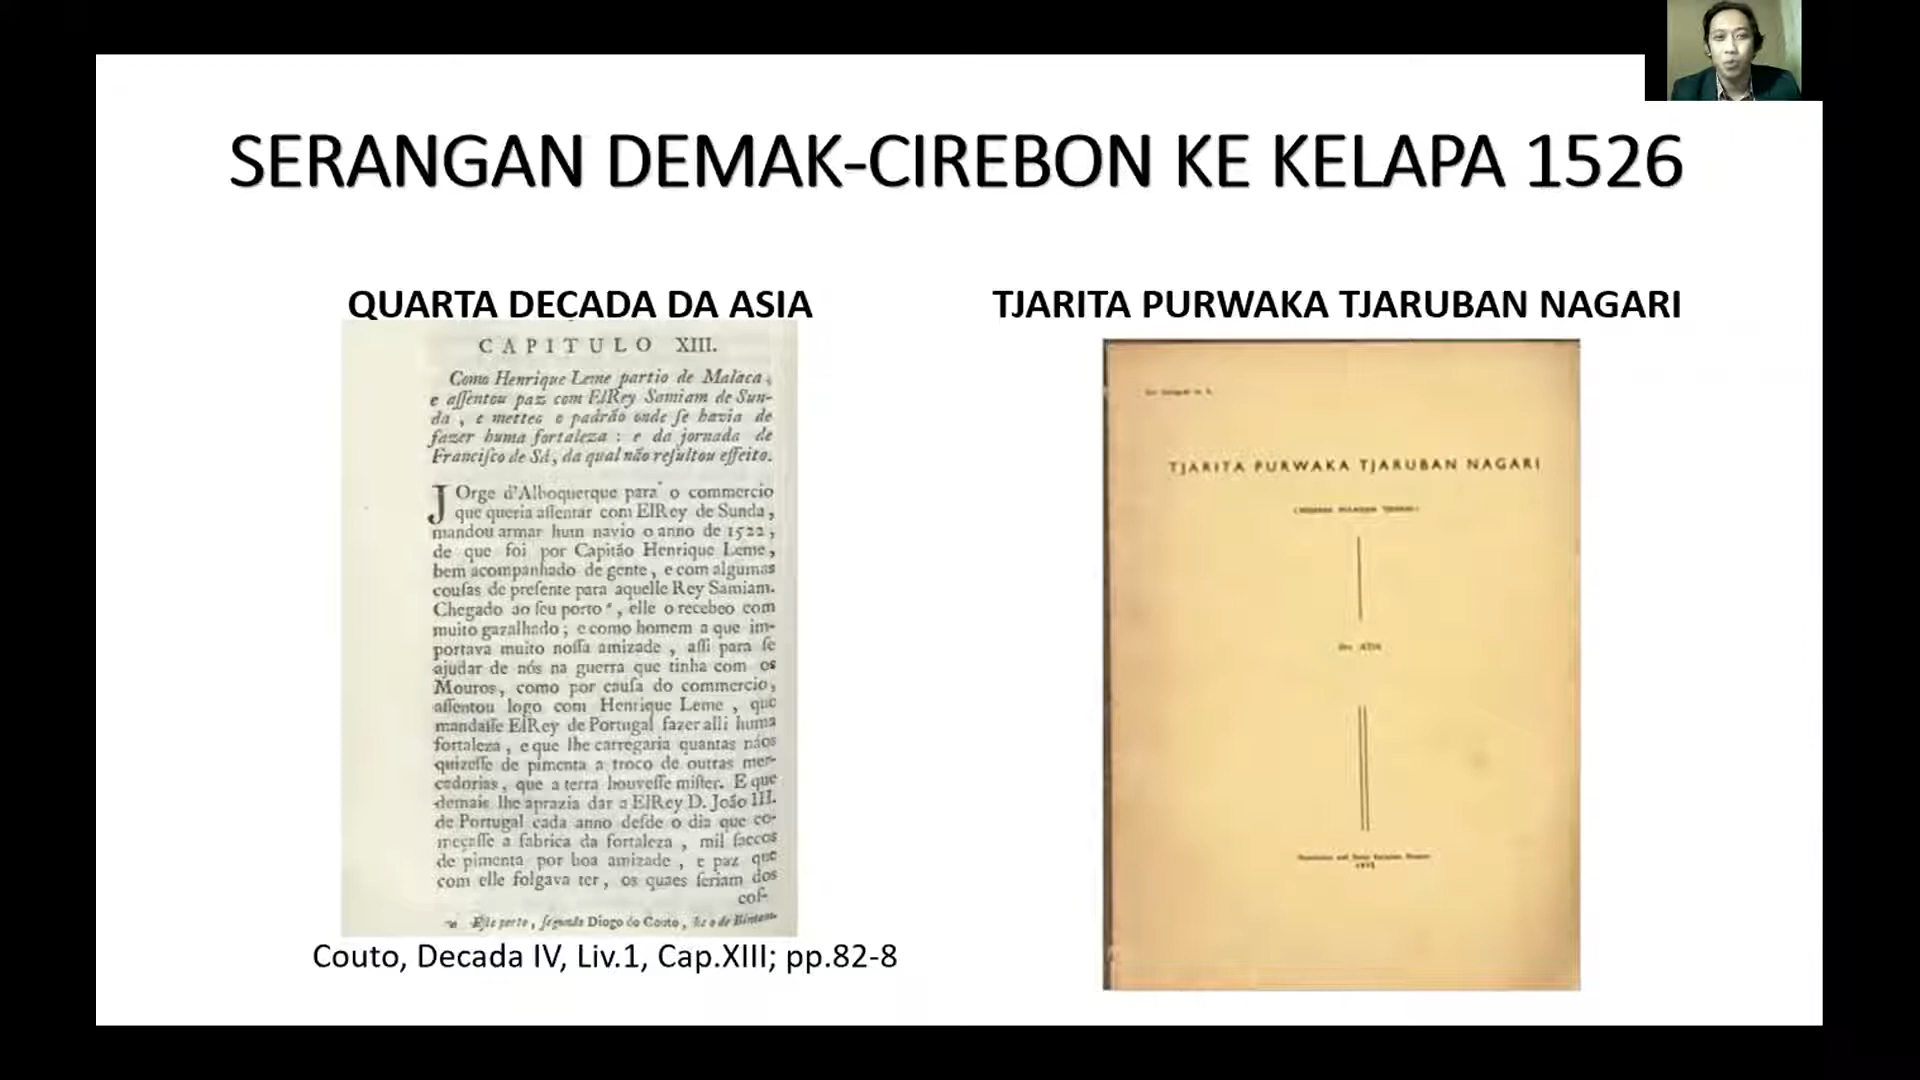 SERANGAN DEMAK-CIREBON KE KELAPA 1526
QUARTA DEÇADA DA ASIA
CAPITULO XIII.
Como Henrique Leme partio de Malaca,
e aſſentou paz com ElRey Samiam de Sun-
da, e metteo o padrão onde ſe havia de
fazer huma fortaleza: e da jornada de
Franciſco de Sá, da qual não reſultou effeito.
JOrge d'Alboquerque para o commercio
que queria aſſentar com ElRey de Sunda,
mandou armar hum navio o anno de 1522,
de que foi por Capitão Henrique Leme,
bem acompanhado de gente, e com algumas
couſas de preſente para aquelle Rey Samiam.
Chegado ao ſeu porto, elle o recebeo com
muito gazalhado; e como homem a que im-
portava muito noſſa amizade, aſſi para ſe
ajudar de nós na guerra que tinha com os
Mouros, como por cauſa do commercio,
aſſentou logo com Henrique Leme, que
mandaſſe ElRey de Portugal fazer alli huma
fortaleza, e que lhe carregaria quantas náos
quizeſſe de pimenta a troco de outras mer-
cadorias, que a terra houveſſe miſter. E que
demais lhe aprazia dar a ElRey D. João III.
de Portugal cada anno deſde o dia que co-
meçaſſe a fabrica da fortaleza, mil ſaccos
de pimenta por boa amizade, e paz que
com elle folgava ter, os quaes ſeriam dos
coſ-
Eſte porto, ſegundo Diogo do Couto, he o de Bintam
Couto, Decada IV, Liv.1, Cap.XIII; pp.82-8
TJARITA PURWAKA TJARUBAN NAGARI
TJARITA PURWAKA TJARUBAN NAGARI